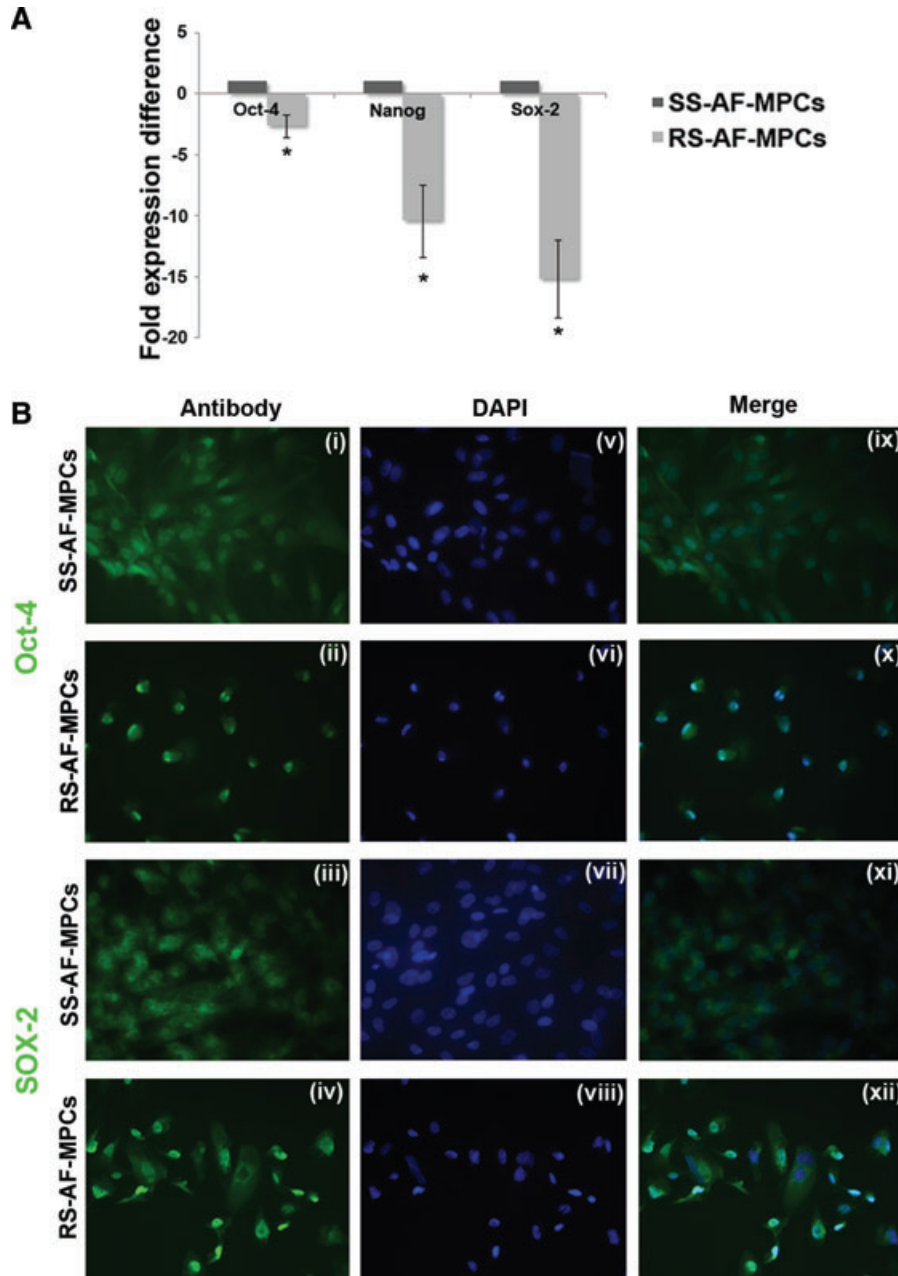 A
5
0
-5
-10
-15
-20
Fold expression difference
Oct-4
Nanog
Sox-2
*
*
*
SS-AF-MPCs
RS-AF-MPCs
B
Antibody
DAPI
Merge
Oct-4
SS-AF-MPCs
(i)
(v)
(ix)
RS-AF-MPCs
(ii)
(vi)
(x)
SOX-2
SS-AF-MPCs
(iii)
(vii)
(xi)
RS-AF-MPCs
(iv)
(viii)
(xii)